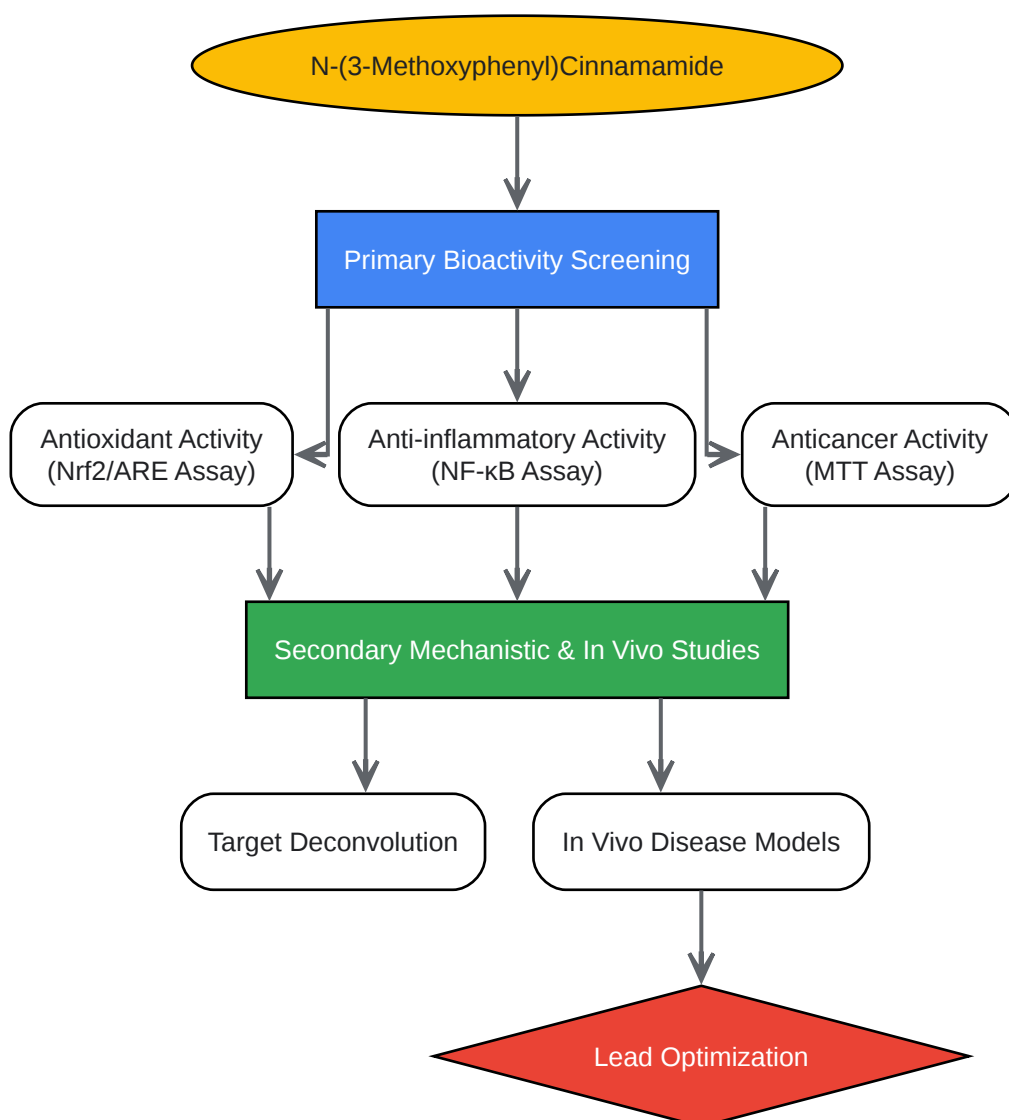 N-(3-Methoxyphenyl)Cinnamamide
Primary Bioactivity Screening
Antioxidant Activity
(Nrf2/ARE Assay)
Anti-inflammatory Activity
(NF-κB Assay)
Anticancer Activity
(MTT Assay)
Secondary Mechanistic & In Vivo Studies
Target Deconvolution
In Vivo Disease Models
Lead Optimization